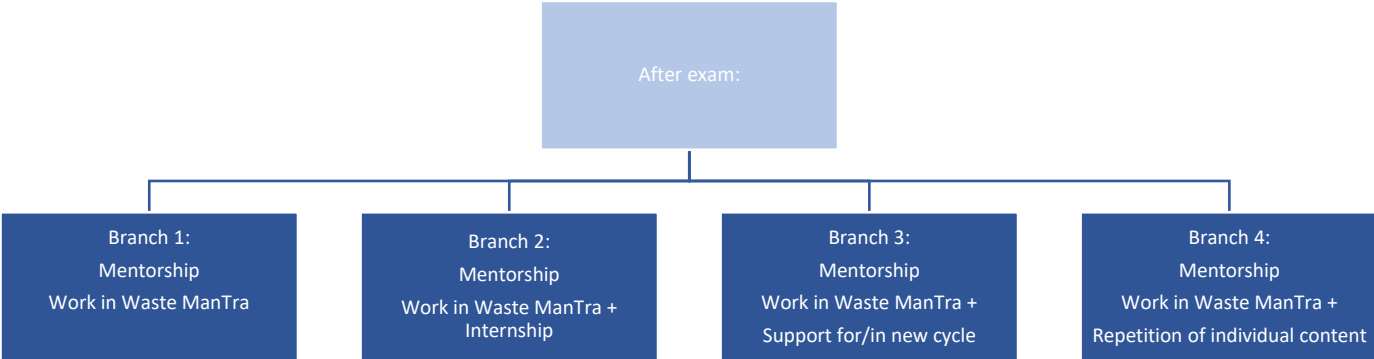 After exam:
Branch 1:
Mentorship
Work in Waste ManTra
Branch 2:
Mentorship
Work in Waste ManTra +
Internship
Branch 3:
Mentorship
Work in Waste ManTra +
Support for/in new cycle
Branch 4:
Mentorship
Work in Waste ManTra +
Repetition of individual content